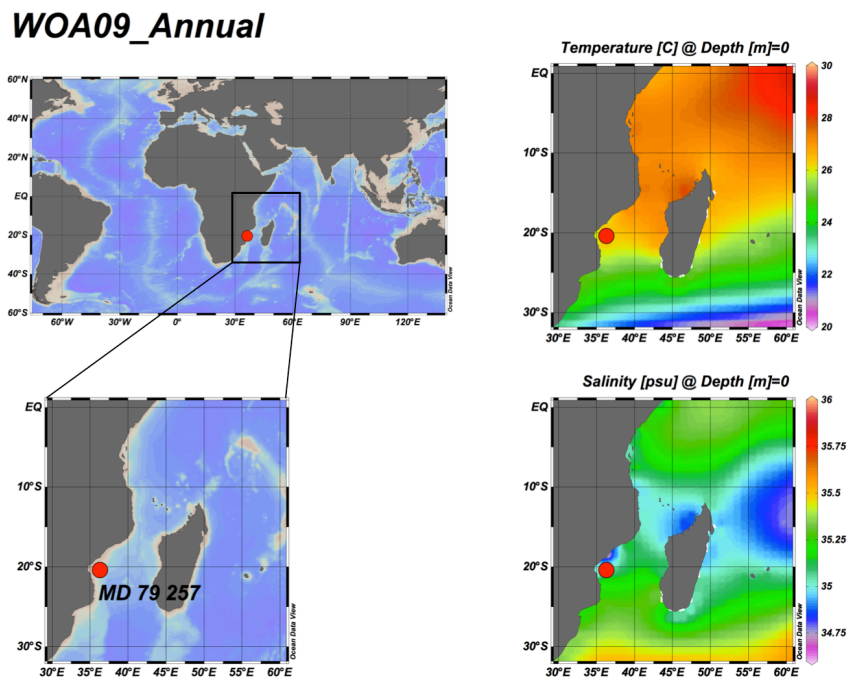 WOA09_Annual
60°N
40°N
20°N
EQ
20°S
40°S
60°S
60°W 30°W 0° 30°E 60°E 90°E 120°E
Ocean Data View
Temperature [C] @ Depth [m]=0
EQ
10°S
20°S
30°S
30°E 35°E 40°E 45°E 50°E 55°E 60°E
Ocean Data View
30
28
26
24
22
20
EQ
10°S
20°S
30°S
MD 79 257
30°E 35°E 40°E 45°E 50°E 55°E 60°E
Ocean Data View
Salinity [psu] @ Depth [m]=0
EQ
10°S
20°S
30°S
30°E 35°E 40°E 45°E 50°E 55°E 60°E
Ocean Data View
36
35.75
35.5
35.25
35
34.75